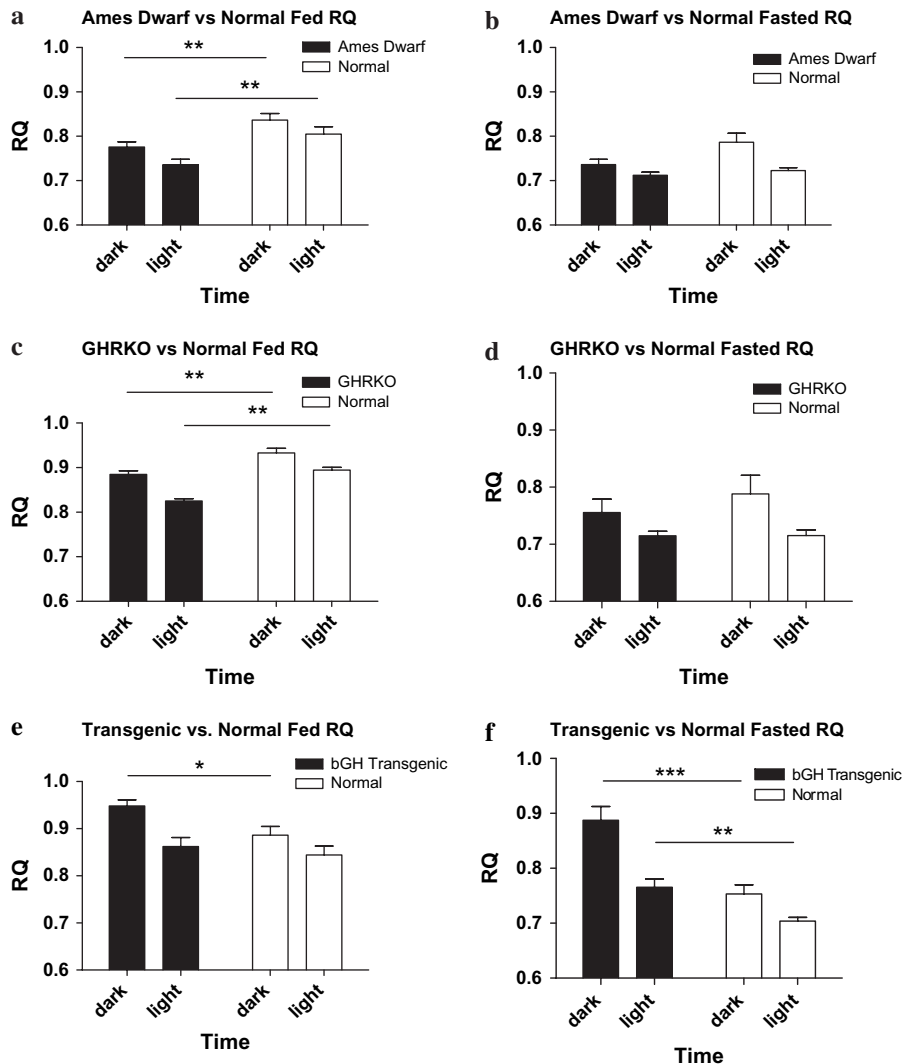 a
Ames Dwarf vs Normal Fed RQ
1.0
0.9
0.8
0.7
0.6
RQ
**
**
Ames Dwarf
Normal
dark
light
dark
light
Time
b
Ames Dwarf vs Normal Fasted RQ
1.0
0.9
0.8
0.7
0.6
RQ
Ames Dwarf
Normal
dark
light
dark
light
Time
c
GHRKO vs Normal Fed RQ
1.0
0.9
0.8
0.7
0.6
RQ
**
**
GHRKO
Normal
dark
light
dark
light
Time
d
GHRKO vs Normal Fasted RQ
1.0
0.9
0.8
0.7
0.6
RQ
GHRKO
Normal
dark
light
dark
light
Time
e
Transgenic vs. Normal Fed RQ
1.0
0.9
0.8
0.7
0.6
RQ
*
bGH Transgenic
Normal
dark
light
dark
light
Time
f
Transgenic vs Normal Fasted RQ
1.0
0.9
0.8
0.7
0.6
RQ
***
**
bGH Transgenic
Normal
dark
light
dark
light
Time